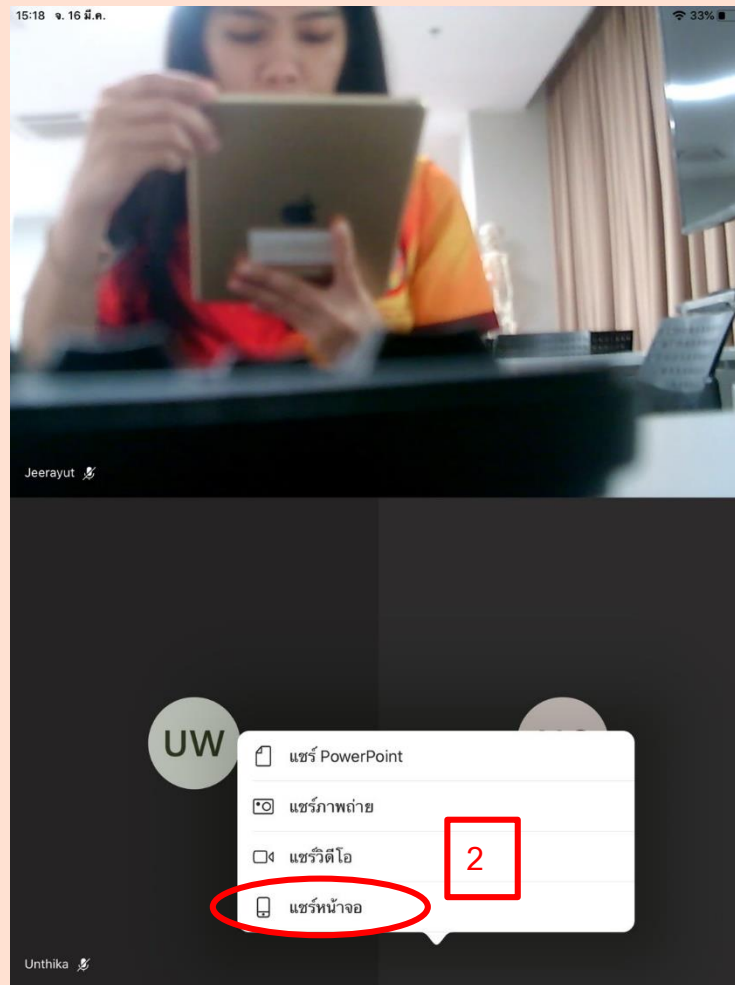 15:18 จ. 16 มี.ค.
33%
Jeerayut
UW
แชร์ PowerPoint
แชร์ภาพถ่าย
แชร์วิดีโอ
2
แชร์หน้าจอ
Unthika